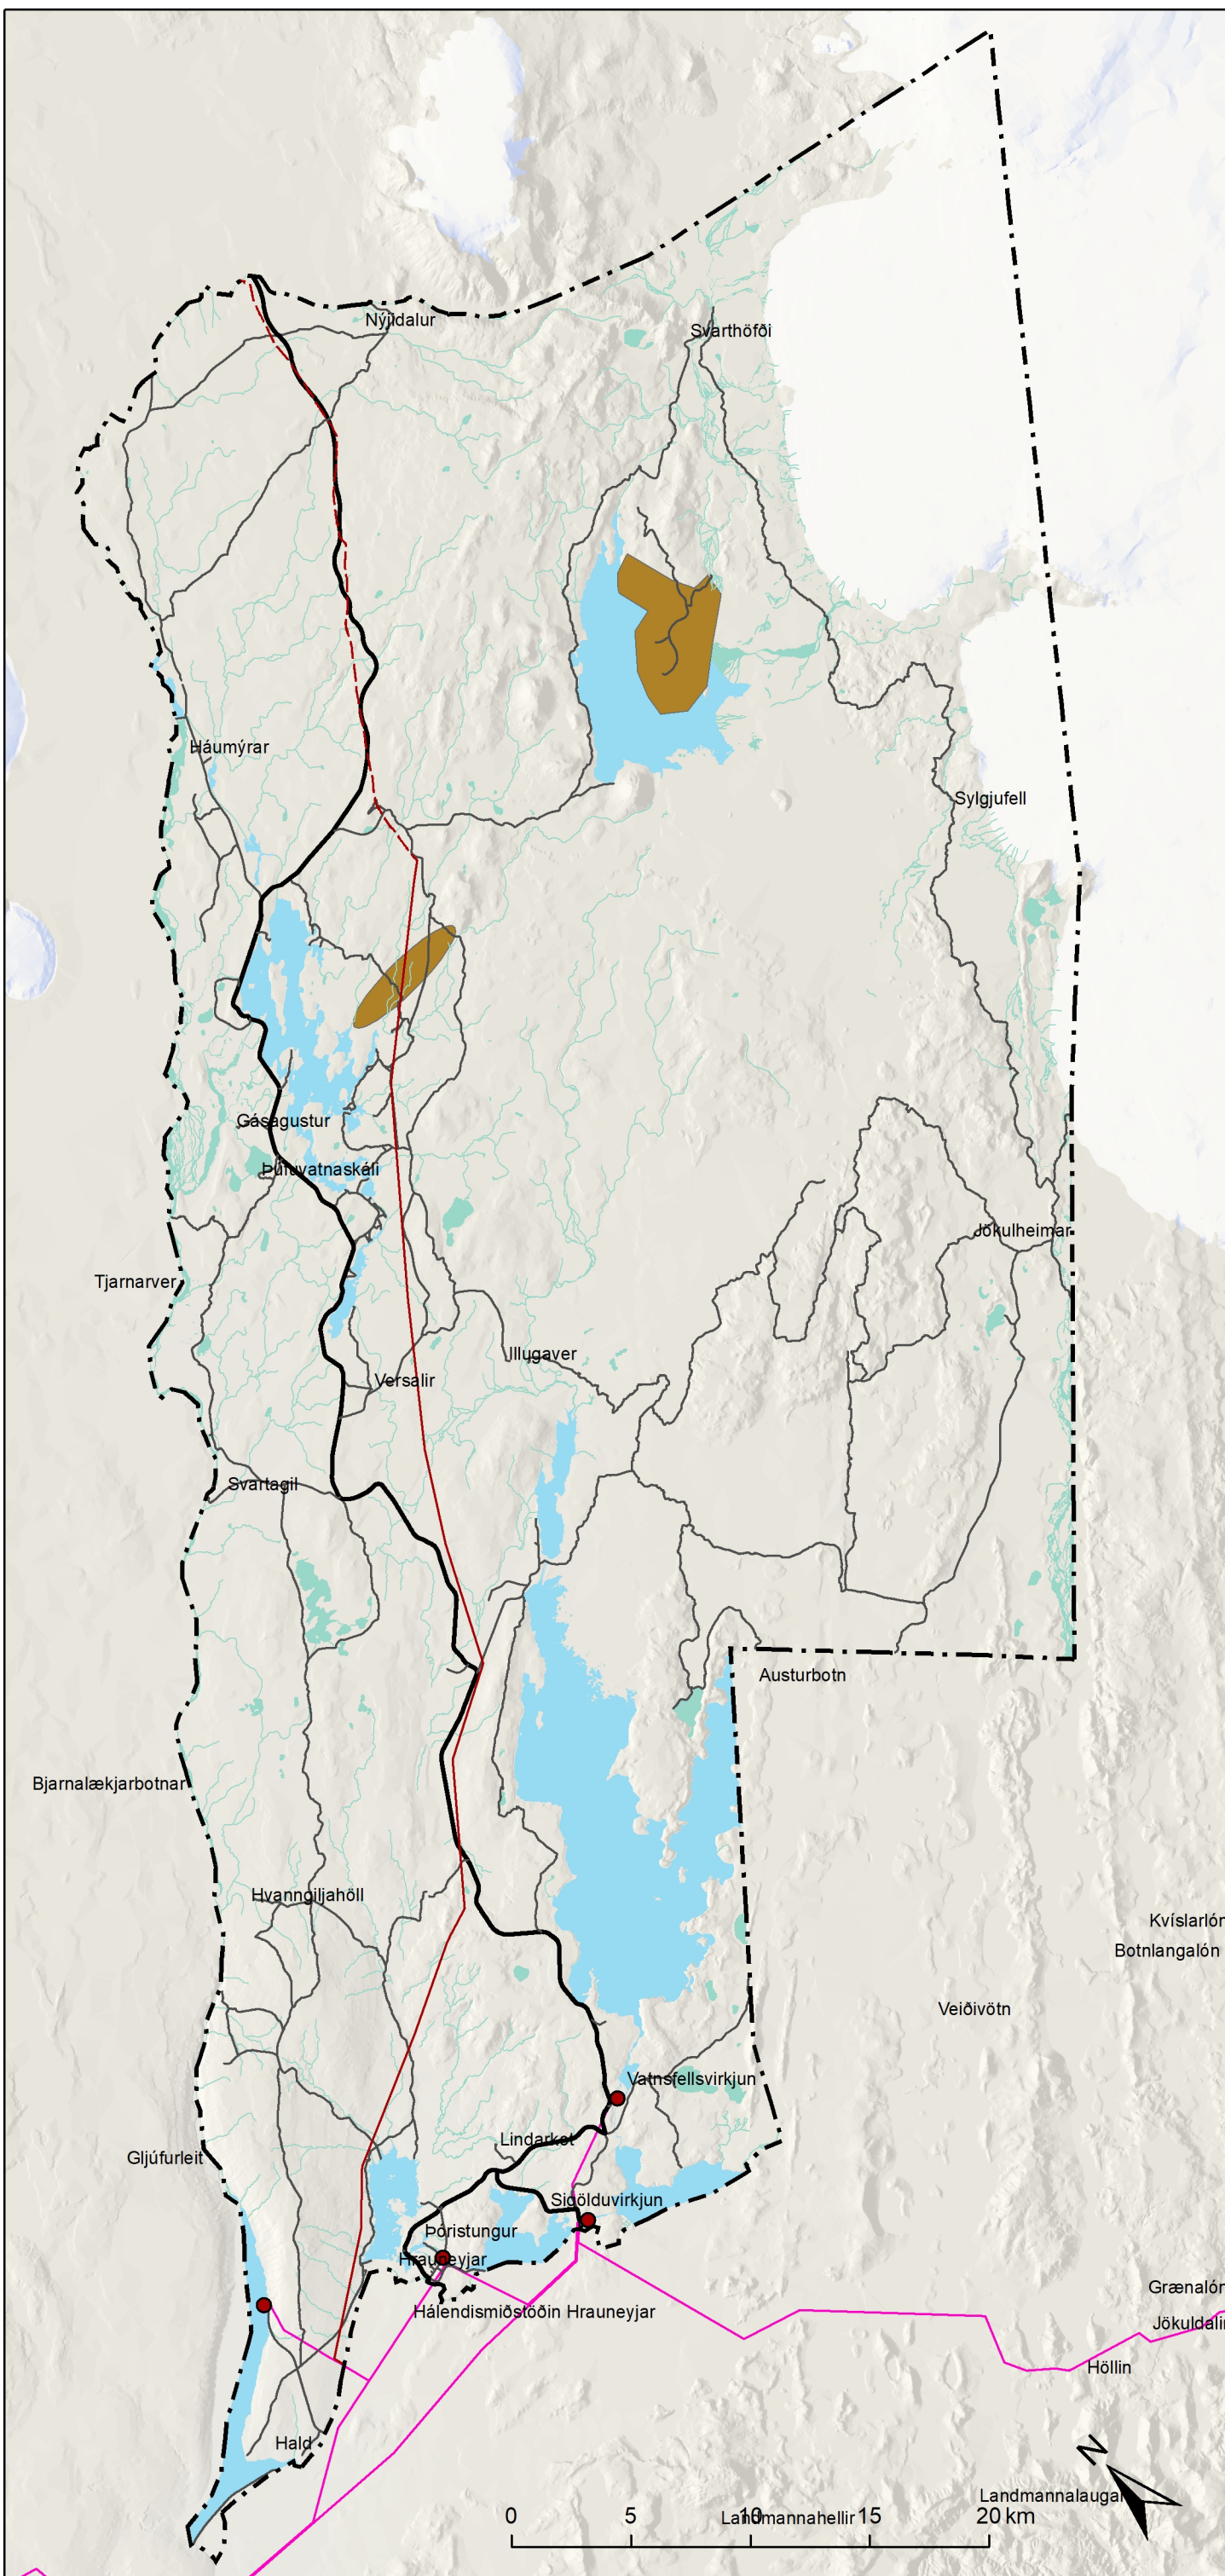 Nýjidalur
Svarthöfði
Háumýrar
Sylgjufell
Gásagustur
Þúfuvatnaskáli
Jökulheimar
Tjarnarver
Illugaver
Versalir
Svartagil
Austurbotn
Bjarnalækjarbotnar
Hvanngiljahöll
Kvíslarlón
Botnlangalón
Veiðivötn
Vatnsfellsvirkjun
Lindarkot
Gljúfurleit
Sigölduvirkjun
Þóristungur
Hrauneyjar
Grænalón
Hálendismiðstöðin Hrauneyjar
Jökuldalir
Höllin
Hald
N
Landmannalaugar
0 5 10 15 20 km
Landmannahellir